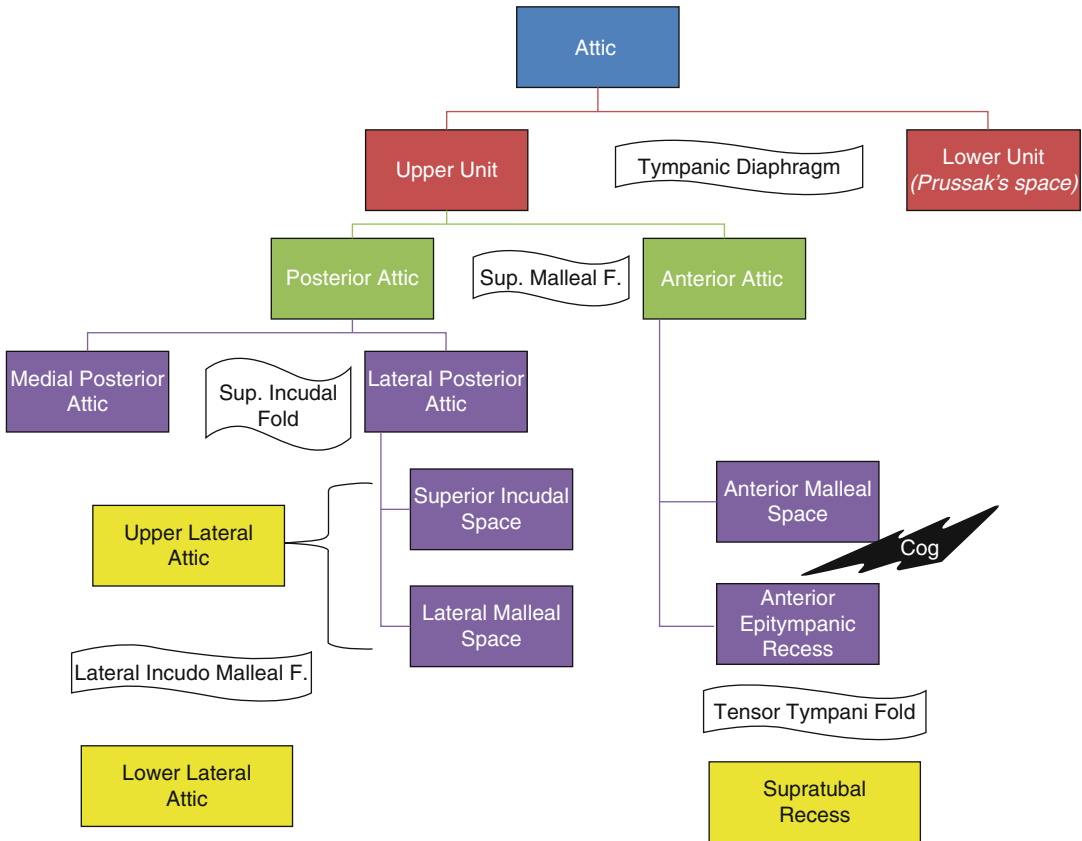 Attic
Upper Unit
Tympanic Diaphragm
Lower Unit
(Prussak's space)
Posterior Attic
Sup. Malleal F.
Anterior Attic
Medial Posterior
Attic
Sup. Incudal
Fold
Lateral Posterior
Attic
Superior Incudal
Space
Anterior Malleal
Space
Upper Lateral
Attic
Cog
Lateral Malleal
Space
Anterior
Epitympanic
Recess
Lateral Incudo Malleal F.
Tensor Tympani Fold
Lower Lateral
Attic
Supratubal
Recess